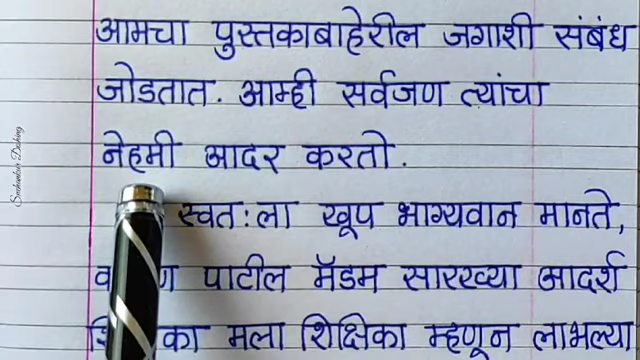 आमचा पुस्तकाबाहेरील जगाशी संबंध
जोडतात. आम्ही सर्वजण त्यांचा
नेहमी आदर करतो.
स्वत:ला खूप भाग्यवान मानते,
पाटील मॅडम सारख्या आदर्श
मला शिक्षिका म्हणून लाभल्या